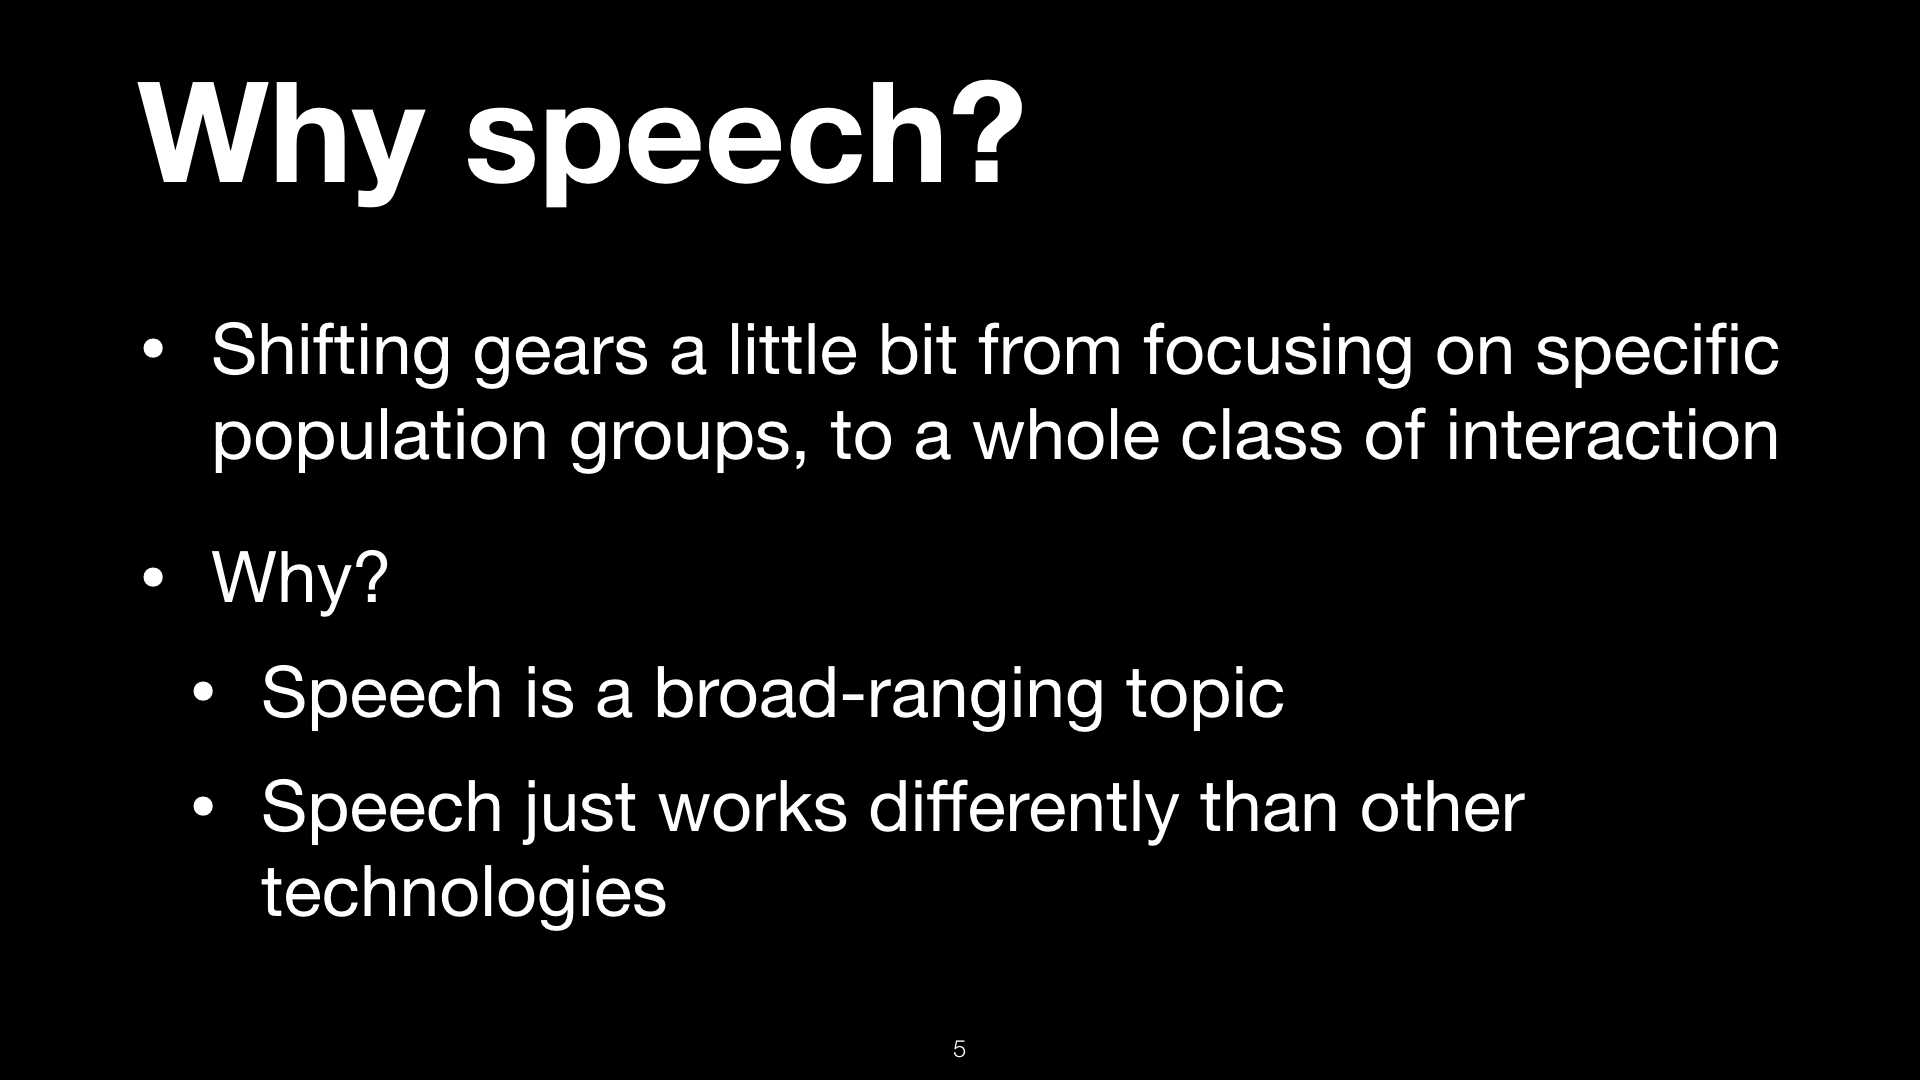 Why speech?
• Shifting gears a little bit from focusing on specific
population groups, to a whole class of interaction
• Why?
• Speech is a broad-ranging topic
• Speech just works differently than other
technologies
5